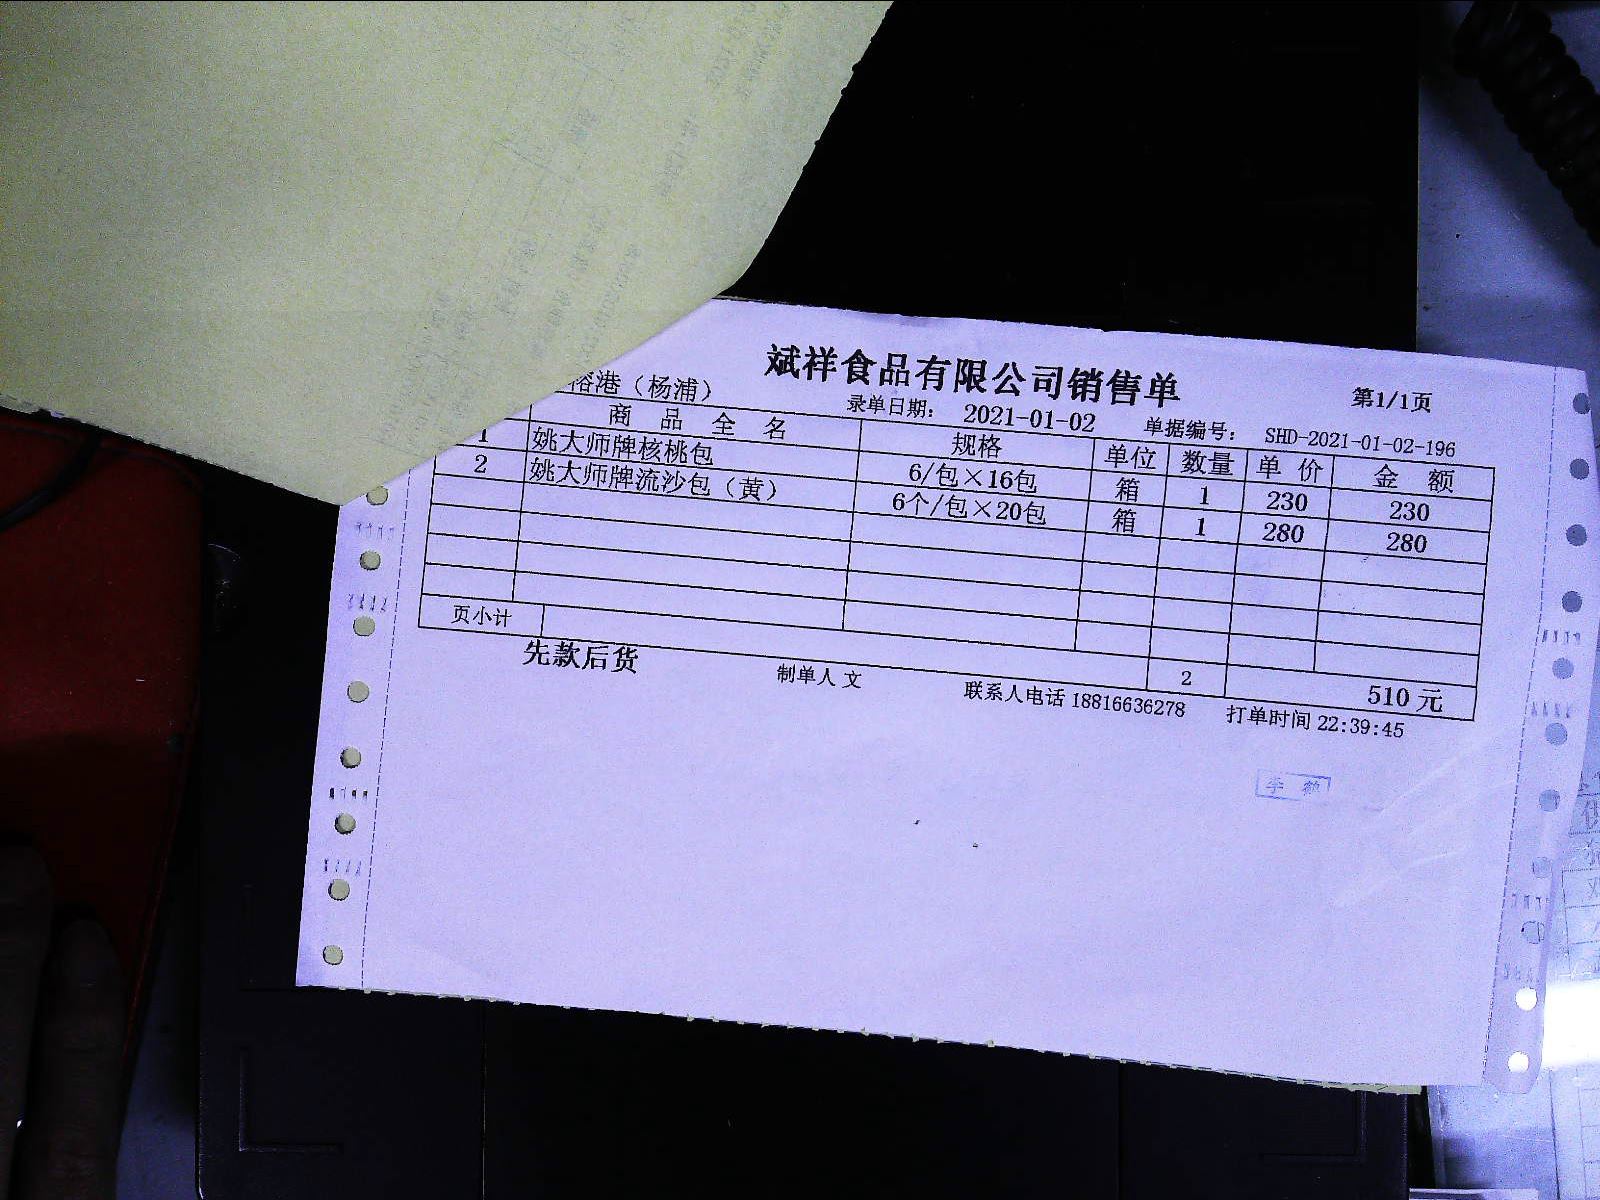 斌祥食品有限公司销售单
第1/1页
榕港（杨浦） 录单日期： 2021-01-02 单据编号： SHD-2021-01-02-196
商 品 全 名 规格 单位 数量 单 价 金 额
1 姚大师牌核桃包 6/包×16包 箱 1 230 230
2 姚大师牌流沙包（黄） 6个/包×20包 箱 1 280 280
页小计 2 510 元
先款后货 制单人 文 联系人电话 18816636278 打单时间 22:39:45